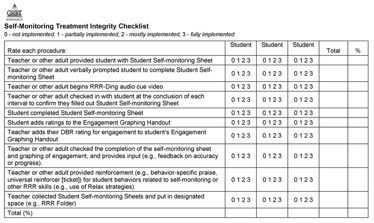 Self-Monitoring Treatment Integrity Checklist
0 - not implemented, 1 - partially implemented, 2 - mostly implemented, 3 - fully implemented
Student Student Student
Rate each procedure: Total %
Teacher or other adult provided student with Student Self-monitoring Sheet 0 1 2 3 0 1 2 3 0 1 2 3
Teacher or other adult verbally prompted student to complete Student Self-
monitoring Sheet 0 1 2 3 0 1 2 3 0 1 2 3
Teacher or other adult begins RRR-Ding audio cue video 0 1 2 3 0 1 2 3 0 1 2 3
Teacher or other adult checked in with student at the conclusion of each
interval to confirm they filled out Student Self-monitoring Sheet 0 1 2 3 0 1 2 3 0 1 2 3
Student completed Student Self-monitoring Sheet 0 1 2 3 0 1 2 3 0 1 2 3
Student adds ratings to the Engagement Graphing Handout 0 1 2 3 0 1 2 3 0 1 2 3
Teacher adds their DBR rating for engagement to student's Engagement
Graphing Handout 0 1 2 3 0 1 2 3 0 1 2 3
Teacher or other adult checked the completion of the self-monitoring sheet
and graphing of engagement, and provides input (e.g., feedback on accuracy
or progress). 0 1 2 3 0 1 2 3 0 1 2 3
Teacher or other adult provided reinforcement (e.g., behavior-specific praise,
universal reinforcer [ticket]) for student behaviors related to self-monitoring or
other RRR skills (e.g., use of Relax strategies) 0 1 2 3 0 1 2 3 0 1 2 3
Teacher collected Student Self-monitoring Sheets and put in designated
space (e.g., RRR Folder) 0 1 2 3 0 1 2 3 0 1 2 3
Total (%)